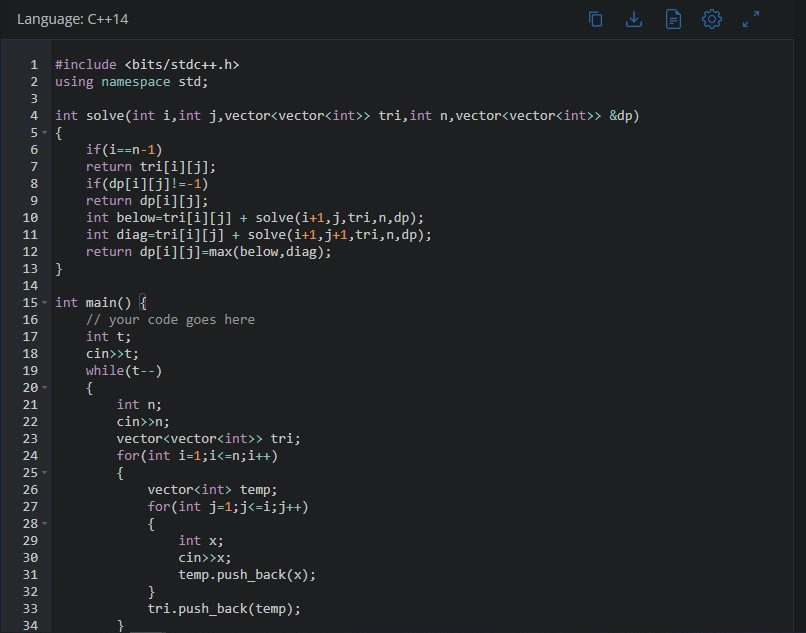 Language: C++14
1 #include <bits/stdc++.h>
2 using namespace std;
3
4 int solve(int i,int j,vector<vector<int>> tri,int n,vector<vector<int>> &dp)
5 {
6     if(i==n-1)
7     return tri[i][j];
8     if(dp[i][j]!=-1)
9     return dp[i][j];
10     int below=tri[i][j] + solve(i+1,j,tri,n,dp);
11     int diag=tri[i][j] + solve(i+1,j+1,tri,n,dp);
12     return dp[i][j]=max(below,diag);
13 }
14
15 int main() {
16     // your code goes here
17     int t;
18     cin>>t;
19     while(t--)
20     {
21         int n;
22         cin>>n;
23         vector<vector<int>> tri;
24         for(int i=1;i<=n;i++)
25         {
26             vector<int> temp;
27             for(int j=1;j<=i;j++)
28             {
29                 int x;
30                 cin>>x;
31                 temp.push_back(x);
32             }
33             tri.push_back(temp);
34         }